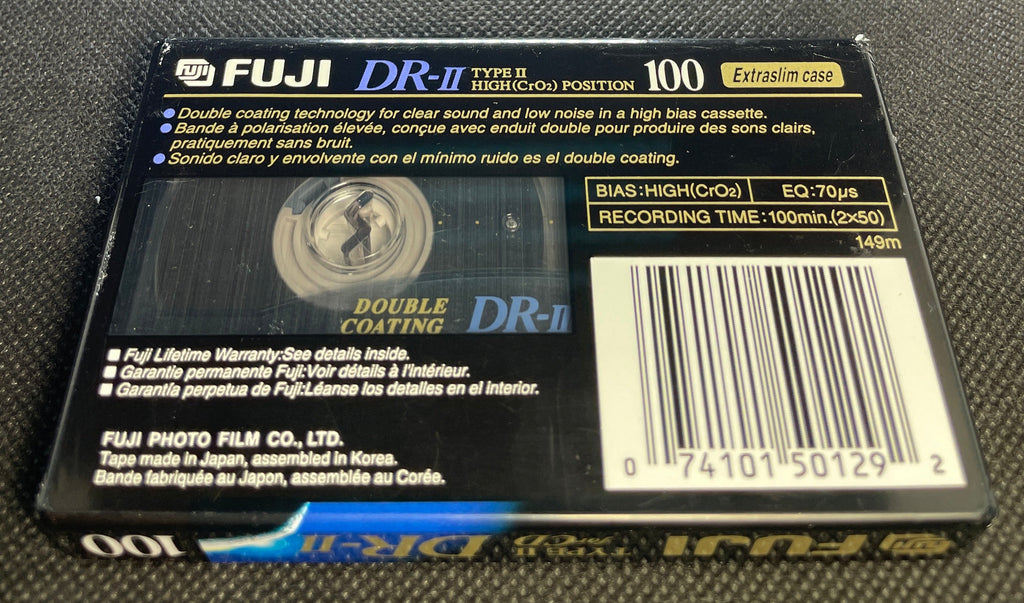 FUJI FUJI DR-II TYPE II HIGH (CrO2) POSITION 100 Extraslim case
● Double coating technology for clear sound and low noise in a high bias cassette.
● Bande à polarisation élevée, conçue avec enduit double pour produire des sons clairs,
pratiquement sans bruit.
● Sonido claro y envolvente con el mínimo ruido es el double coating.
BIAS:HIGH(CrO2) EQ:70µs
RECORDING TIME:100min.(2×50)
149m
DOUBLE
COATING
DR-II
■ Fuji Lifetime Warranty:See details inside.
■ Garantie permanente Fuji:Voir détails à l'intérieur.
■ Garantía perpetua de Fuji:Léanse los detalles en el interior.
FUJI PHOTO FILM CO., LTD.
Tape made in Japan, assembled in Korea.
Bande fabriquée au Japon, assemblée au Corée.
0 74101 50129 2
FUJI FUJI TYPE II for CD DR-II 100